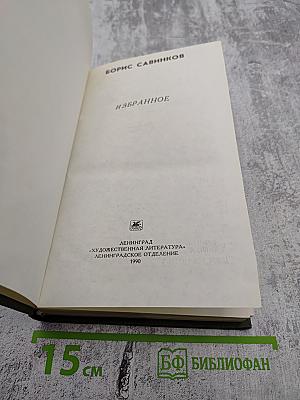 БОРИС САВИНКОВ
ИЗБРАННОЕ
ЛЕНИНГРАД
«ХУДОЖЕСТВЕННАЯ ЛИТЕРАТУРА»
ЛЕНИНГРАДСКОЕ ОТДЕЛЕНИЕ
1990
15 см
БФ БИБЛИОФАН